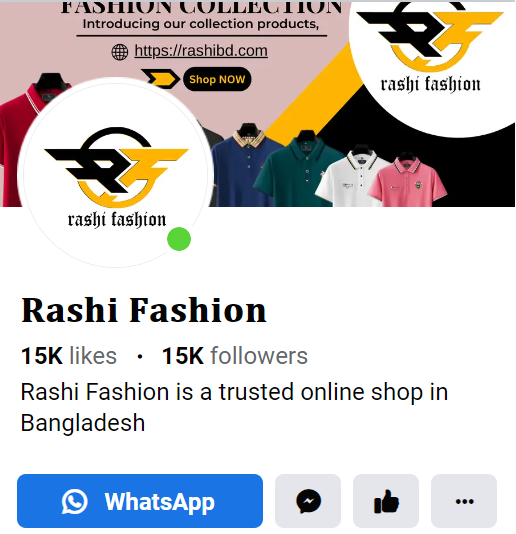 FASHION COLLECTION
Introducing our collection products,
https://rashibd.com
Shop NOW
rashi fashion
rashi fashion
Rashi Fashion
15K likes · 15K followers
Rashi Fashion is a trusted online shop in
Bangladesh
WhatsApp